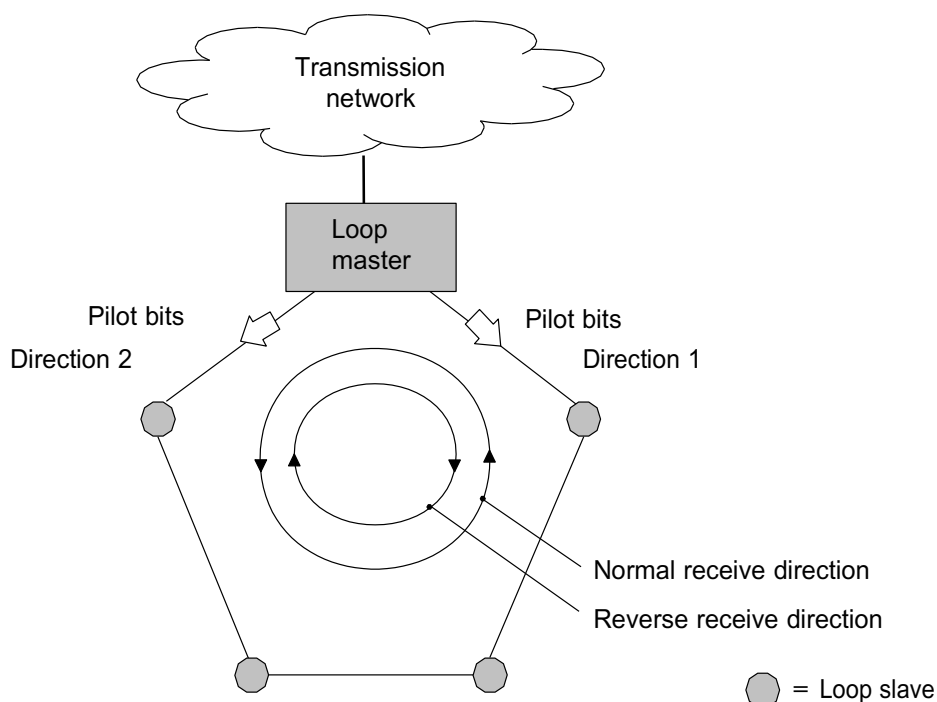 Transmission
network
Loop
master
Pilot bits
Direction 2
Pilot bits
Direction 1
Normal receive direction
Reverse receive direction
= Loop slave